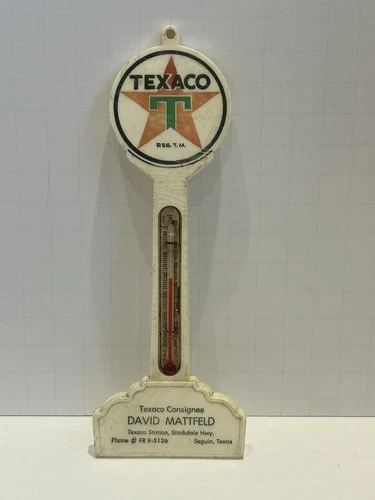 TEXACO
T
REG. T.M.
Texaco Consignee
DAVID MATTFELD
Texaco Station, Stockdale Hwy.
Phone # FR 9-5126 Seguin, Texas